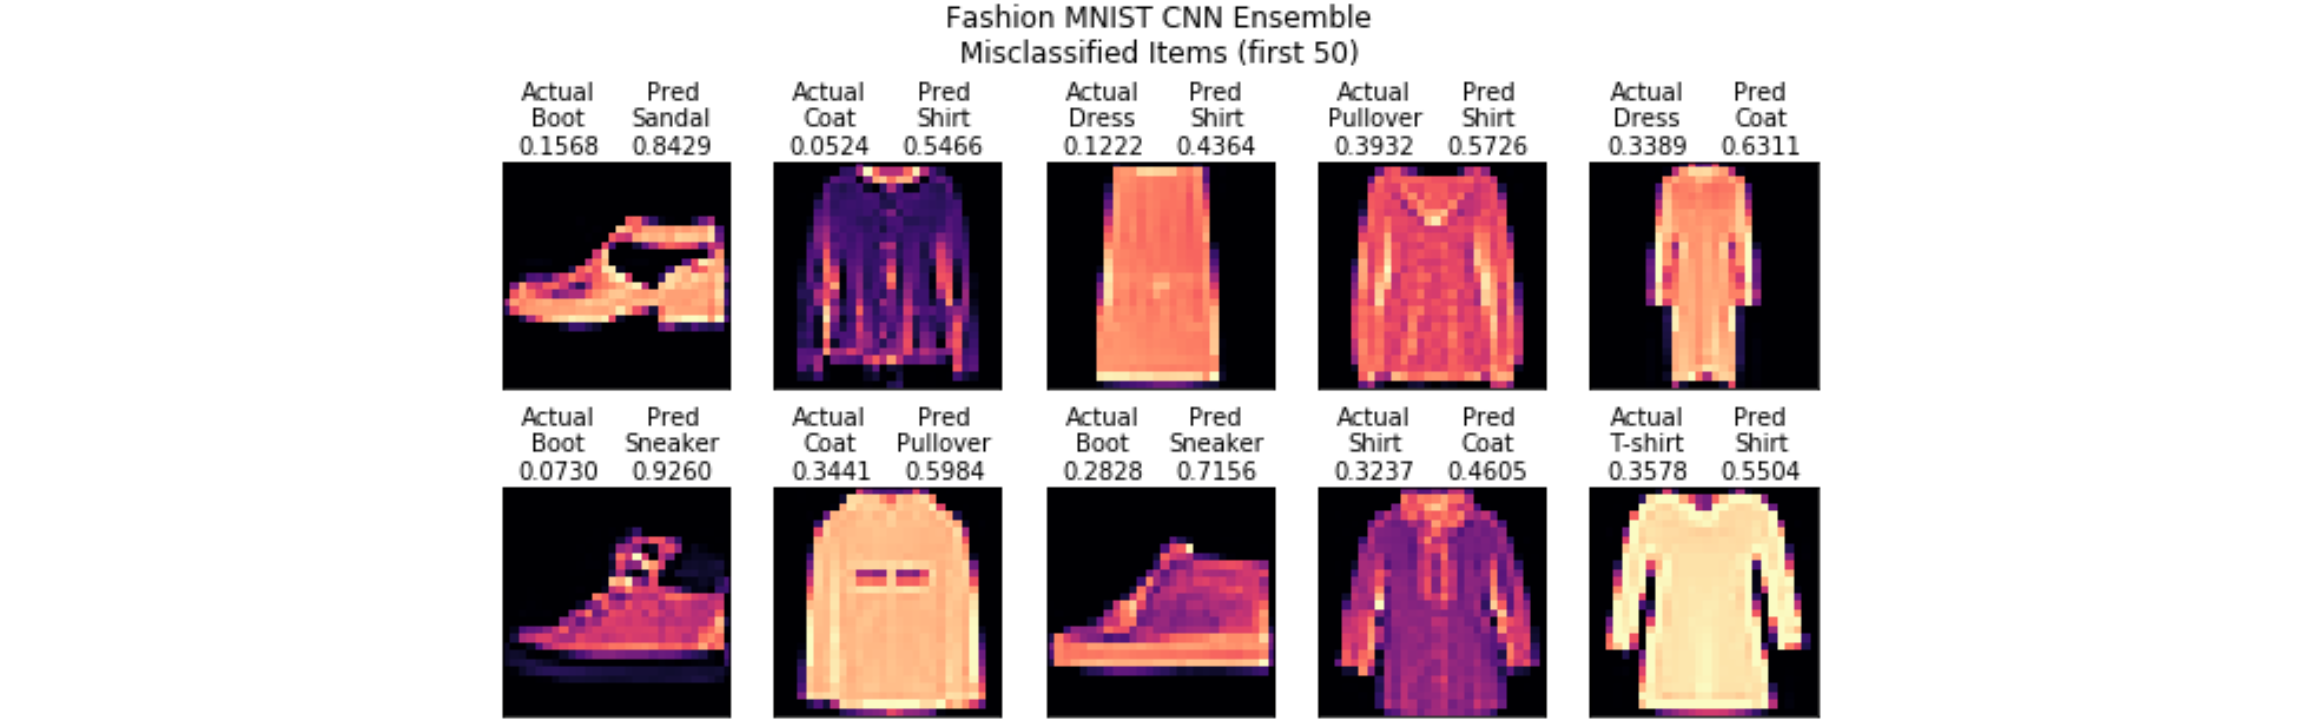 Fashion MNIST CNN Ensemble
Misclassified Items (first 50)
Actual Pred Actual Pred Actual Pred Actual Pred Actual Pred
Boot Sandal Coat Shirt Dress Shirt Pullover Shirt Dress Coat
0.1568 0.8429 0.0524 0.5466 0.1222 0.4364 0.3932 0.5726 0.3389 0.6311
Actual Pred Actual Pred Actual Pred Actual Pred Actual Pred
Boot Sneaker Coat Pullover Boot Sneaker Shirt Coat T-shirt Shirt
0.0730 0.9260 0.3441 0.5984 0.2828 0.7156 0.3237 0.4605 0.3578 0.5504